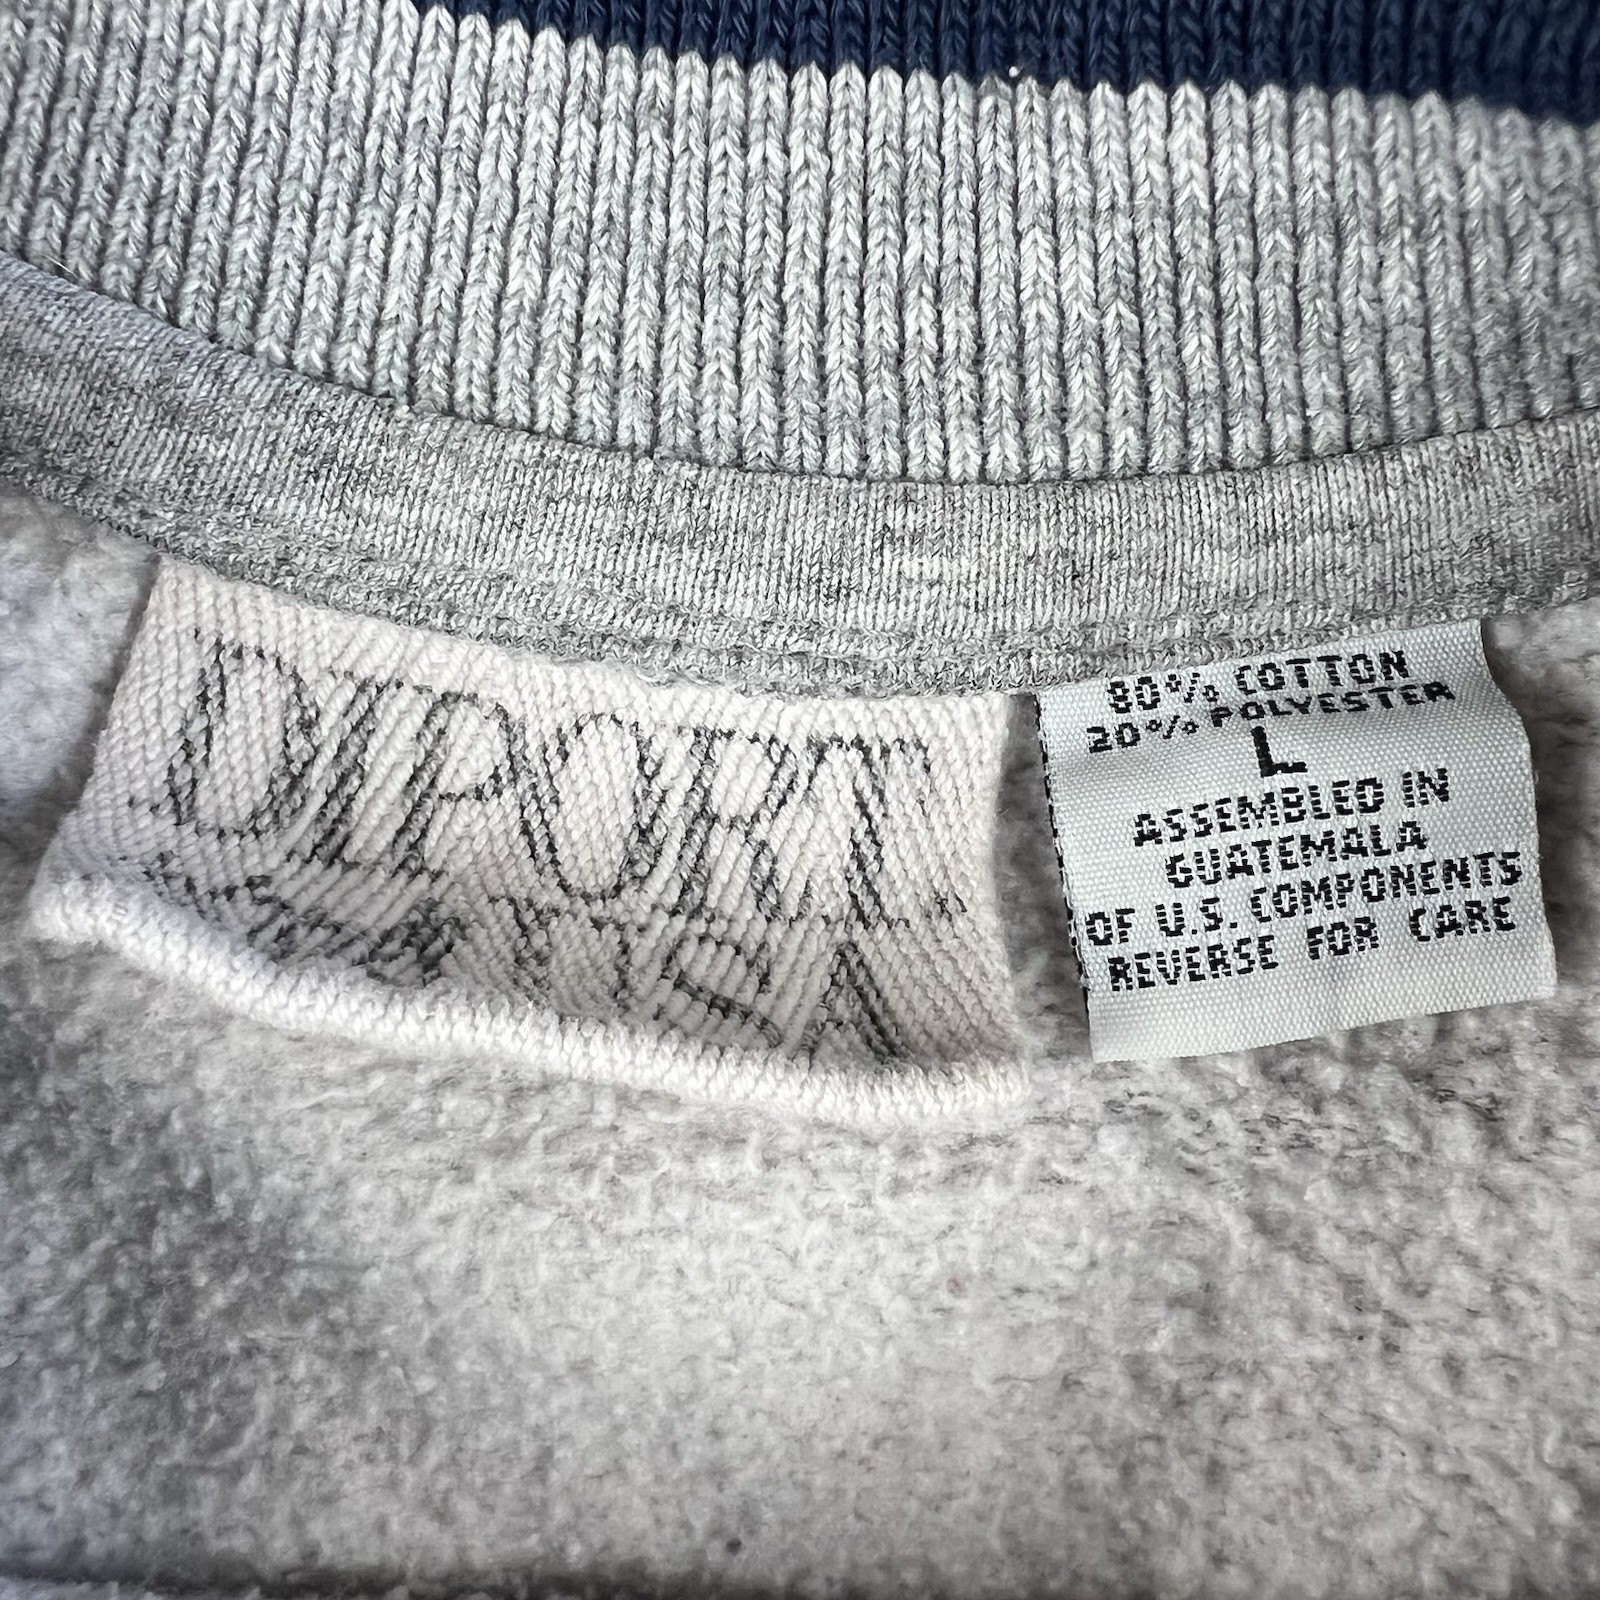 80% COTTON
20% POLYESTER
L
ASSEMBLED IN
GUATEMALA
OF U.S. COMPONENTS
REVERSE FOR CARE